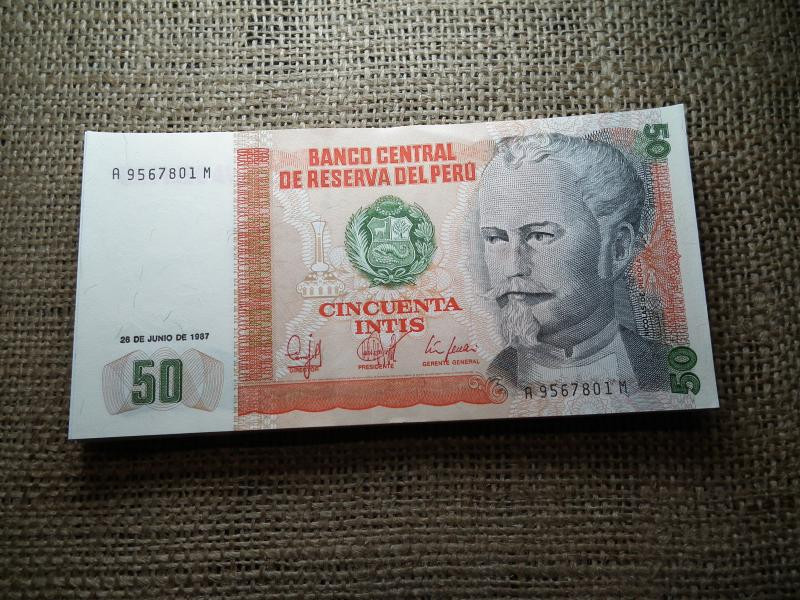 A 9567801 M
BANCO CENTRAL
DE RESERVA DEL PERÚ
50
CINCUENTA
INTIS
26 DE JUNIO DE 1987
DIRECTOR
PRESIDENTE
GERENTE GENERAL
50
50
A 9567801 M